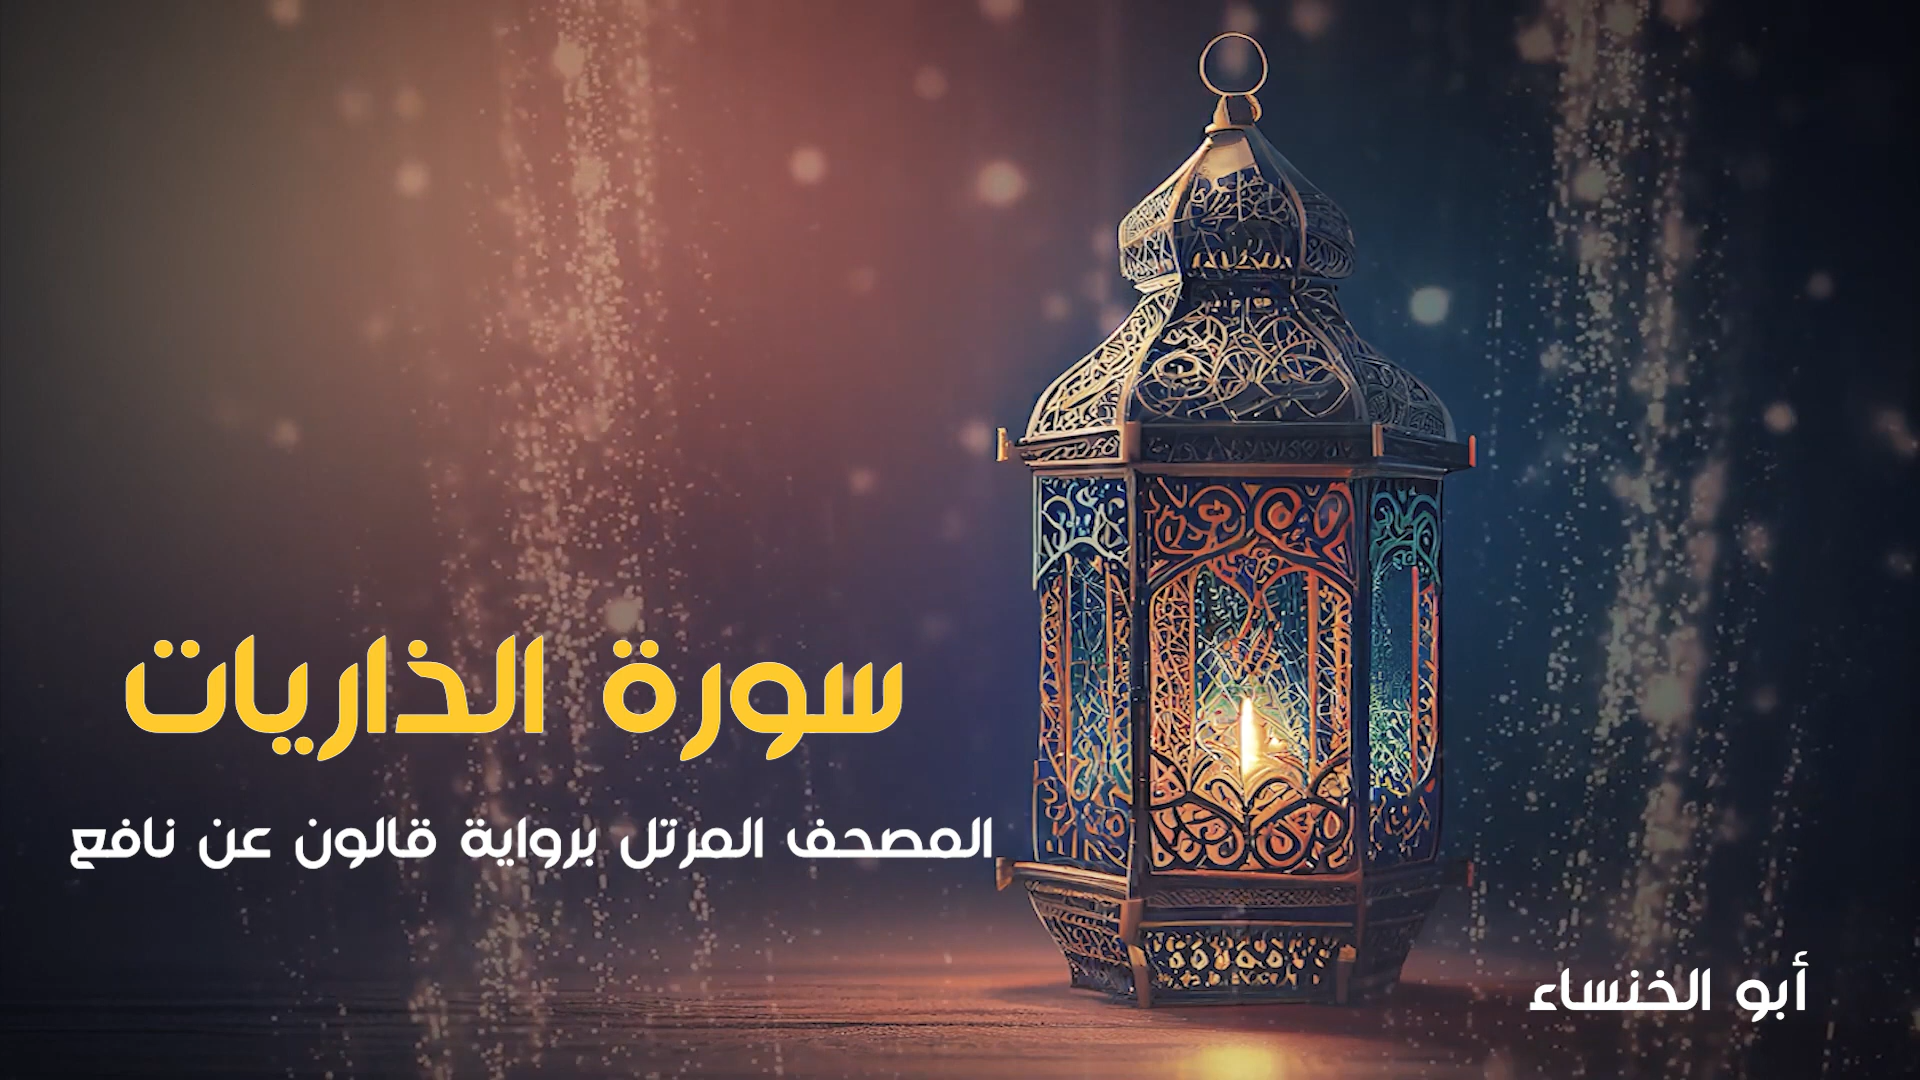 سورة الذاريات
المصحف المرتل برواية قالون عن نافع
أبو الخنساء